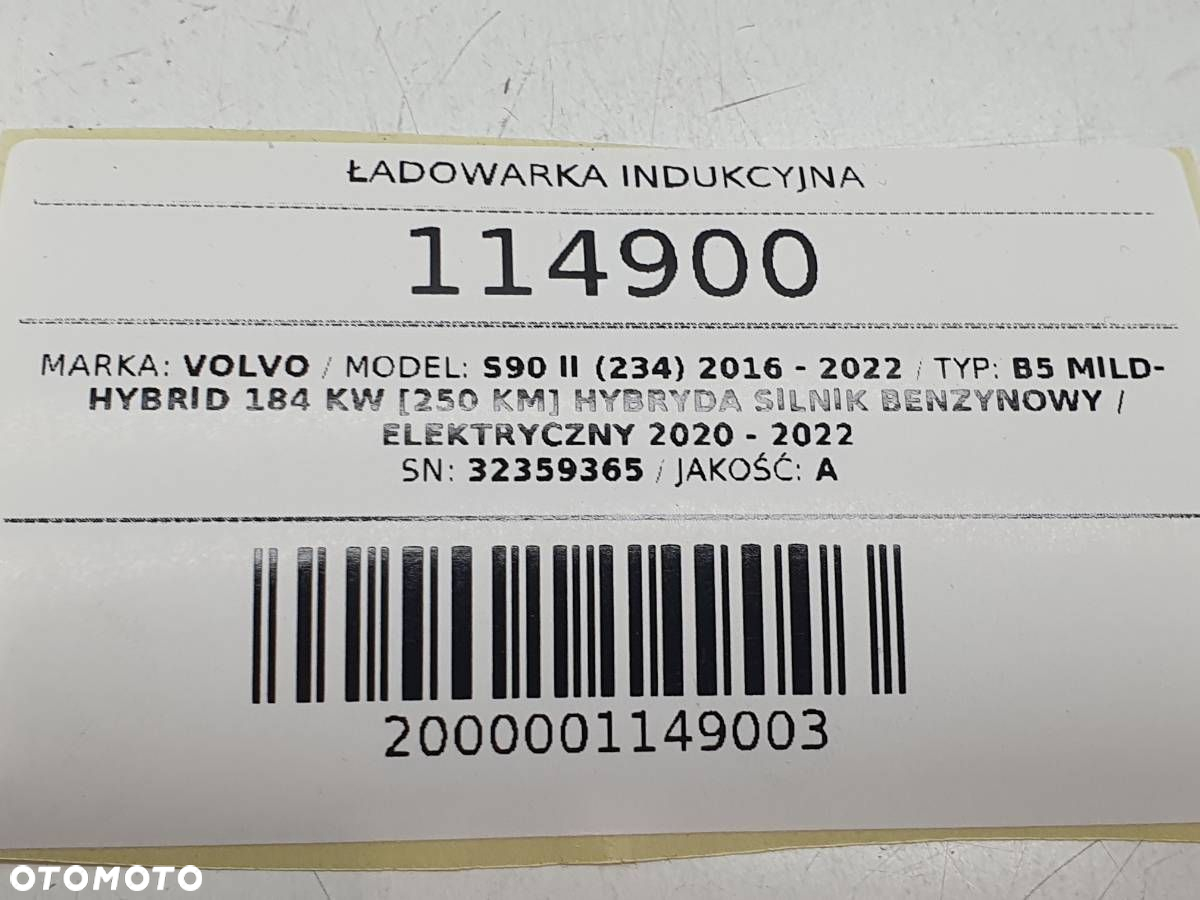 ŁADOWARKA INDUKCYJNA
114900
MARKA: VOLVO / MODEL: S90 II (234) 2016 - 2022 / TYP: B5 MILD-
HYBRID 184 KW [250 KM] HYBRYDA SILNIK BENZYNOWY /
ELEKTRYCZNY 2020 - 2022
SN: 32359365 / JAKOŚĆ: A
2000001149003
OTOMOTO